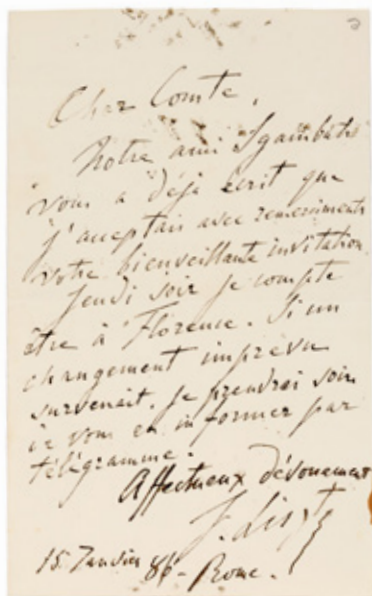 Cher Comte,
Notre ami Sgambati
vous a déjà écrit que
j'acceptais avec remerciments
votre bienveillante invitation.
Jeudi soir je compte
être à Florence. Si un
changement imprévu
survenait, je prendrai soin
de vous en informer par
télégramme.
Affectueux dévouement
F. Liszt
15 Janvier 86 - Rome.